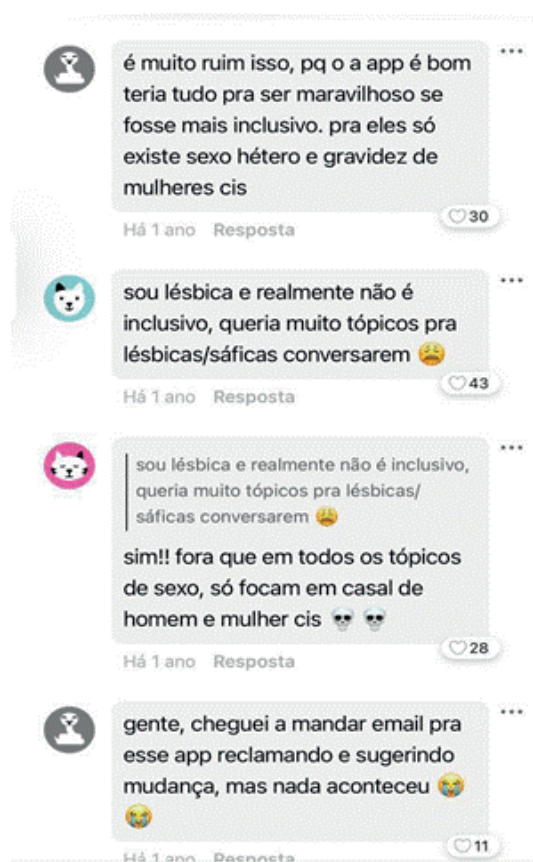 é muito ruim isso, pq o a app é bom
teria tudo pra ser maravilhoso se
fosse mais inclusivo. pra eles só
existe sexo hétero e gravidez de
mulheres cis
30
Há 1 ano Resposta
sou lésbica e realmente não é
inclusivo, queria muito tópicos pra
lésbicas/sáficas conversarem 😩
43
Há 1 ano Resposta
sou lésbica e realmente não é inclusivo,
queria muito tópicos pra lésbicas/
sáficas conversarem 😩
sim!! fora que em todos os tópicos
de sexo, só focam em casal de
homem e mulher cis 💀 💀
28
Há 1 ano Resposta
gente, cheguei a mandar email pra
esse app reclamando e sugerindo
mudança, mas nada aconteceu 😭
😭
11
Há 1 ano Resposta